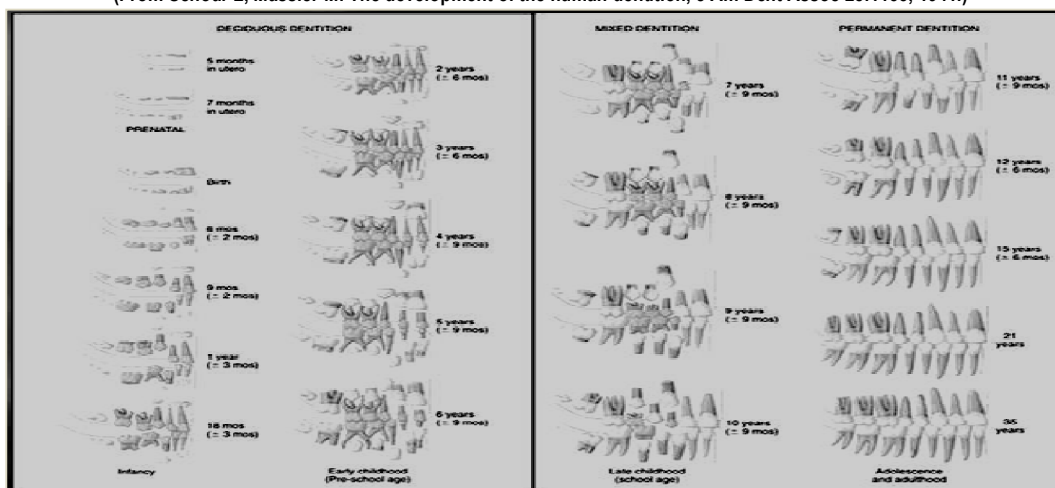 (From Schour Massler The development of the human dentition, J Am Dent Assoc
DECIDUOUS DENTITION
5 months
in utero
7 months
in utero
PRENATAL
Birth
6 mos
(± 2 mos)
9 mos
(± 2 mos)
1 year
(± 3 mos)
18 mos
(± 3 mos)
Infancy
2 years
(± 6 mos)
3 years
(± 6 mos)
4 years
(± 9 mos)
5 years
(± 9 mos)
6 years
(± 9 mos)
Early childhood
(Pre-school age)
MIXED DENTITION
7 years
(± 9 mos)
8 years
(± 9 mos)
9 years
(± 9 mos)
10 years
(± 9 mos)
Late childhood
(school age)
PERMANENT DENTITION
11 years
(± 9 mos)
12 years
(± 6 mos)
15 years
(± 6 mos)
21
years
35
years
Adolescence
and adulthood